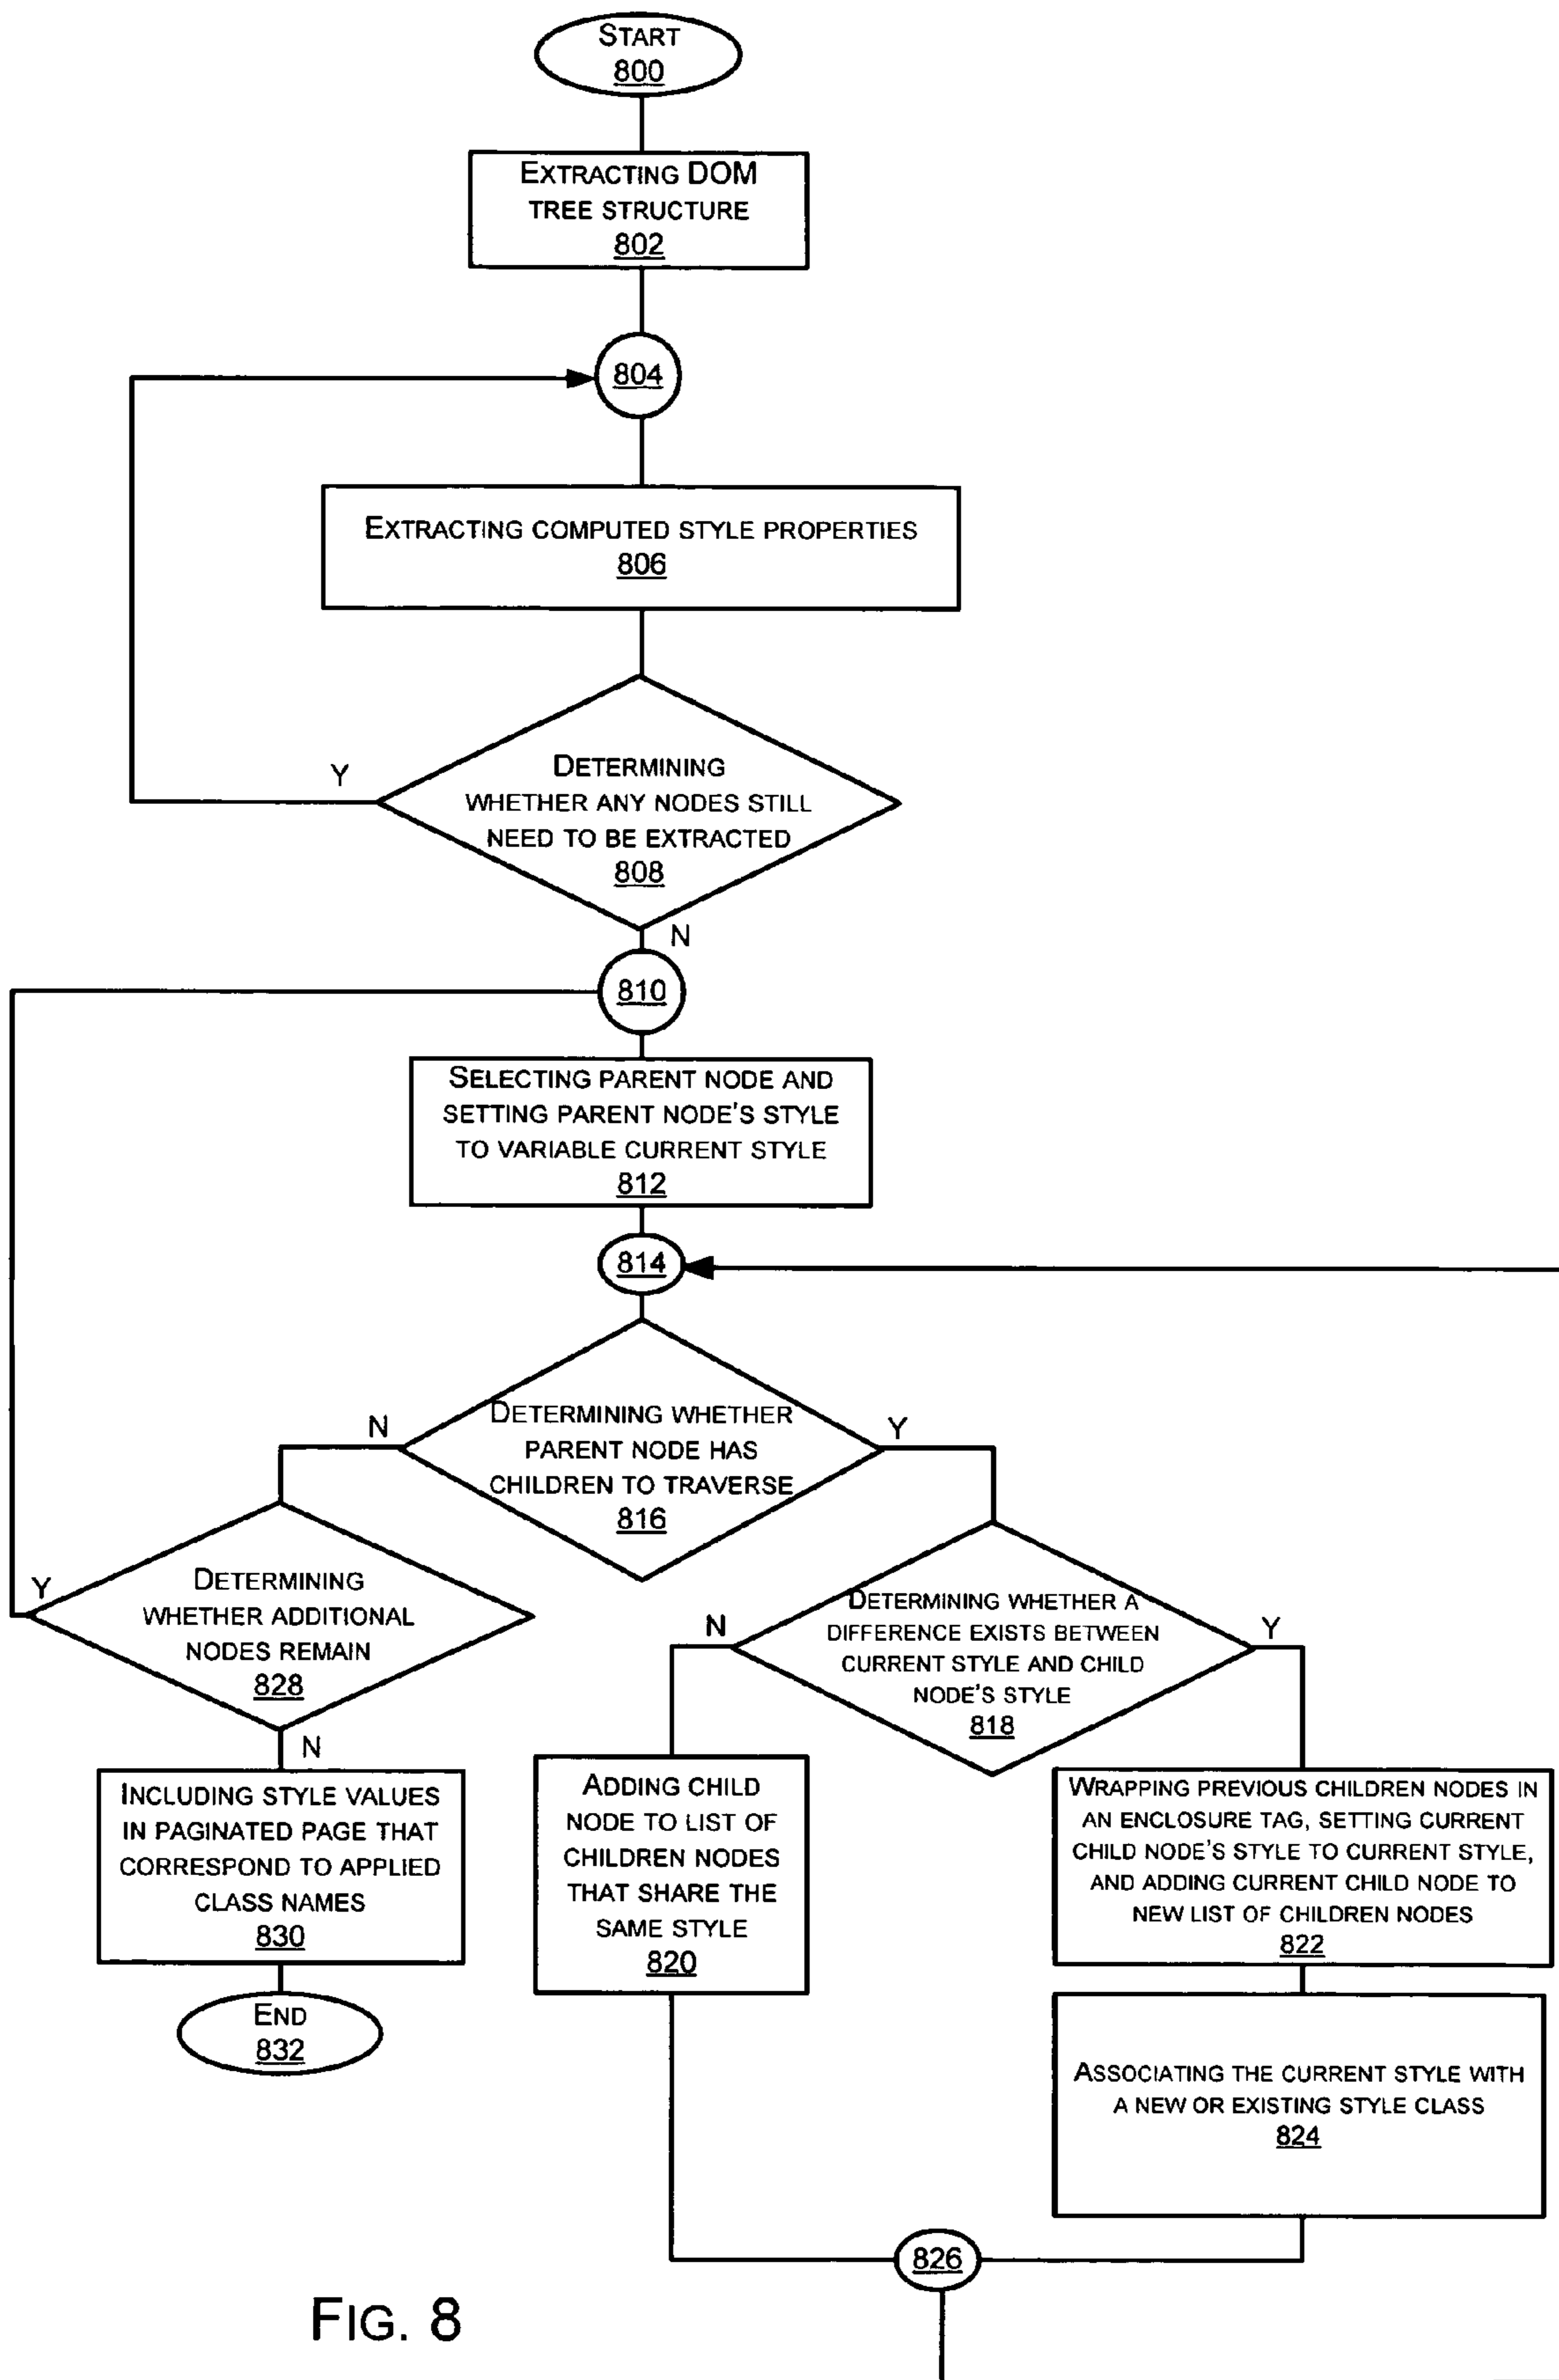 START
800
EXTRACTING DOM
TREE STRUCTURE
802
804
EXTRACTING COMPUTED STYLE PROPERTIES
806
Y
DETERMINING
WHETHER ANY NODES STILL
NEED TO BE EXTRACTED
808
N
810
SELECTING PARENT NODE AND
SETTING PARENT NODE'S STYLE
TO VARIABLE CURRENT STYLE
812
814
N
DETERMINING WHETHER
PARENT NODE HAS
CHILDREN TO TRAVERSE
816
Y
Y
DETERMINING
WHETHER ADDITIONAL
NODES REMAIN
828
N
N
DETERMINING WHETHER A
DIFFERENCE EXISTS BETWEEN
CURRENT STYLE AND CHILD
NODE'S STYLE
818
Y
INCLUDING STYLE VALUES
IN PAGINATED PAGE THAT
CORRESPOND TO APPLIED
CLASS NAMES
830
ADDING CHILD
NODE TO LIST OF
CHILDREN NODES
THAT SHARE THE
SAME STYLE
820
WRAPPING PREVIOUS CHILDREN NODES IN
AN ENCLOSURE TAG, SETTING CURRENT
CHILD NODE'S STYLE TO CURRENT STYLE,
AND ADDING CURRENT CHILD NODE TO
NEW LIST OF CHILDREN NODES
822
END
832
ASSOCIATING THE CURRENT STYLE WITH
A NEW OR EXISTING STYLE CLASS
824
826
FIG. 8